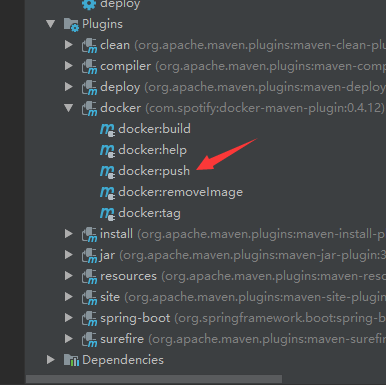 deploy
Plugins
clean (org.apache.maven.plugins:maven-clean-plu
compiler (org.apache.maven.plugins:maven-comp
deploy (org.apache.maven.plugins:maven-deploy
docker (com.spotify:docker-maven-plugin:0.4.12)
docker:build
docker:help
docker:push
docker:removeImage
docker:tag
install (org.apache.maven.plugins:maven-install-p
jar (org.apache.maven.plugins:maven-jar-plugin:3
resources (org.apache.maven.plugins:maven-reso
site (org.apache.maven.plugins:maven-site-plugin
spring-boot (org.springframework.boot:spring-b
surefire (org.apache.maven.plugins:maven-surefir
Dependencies